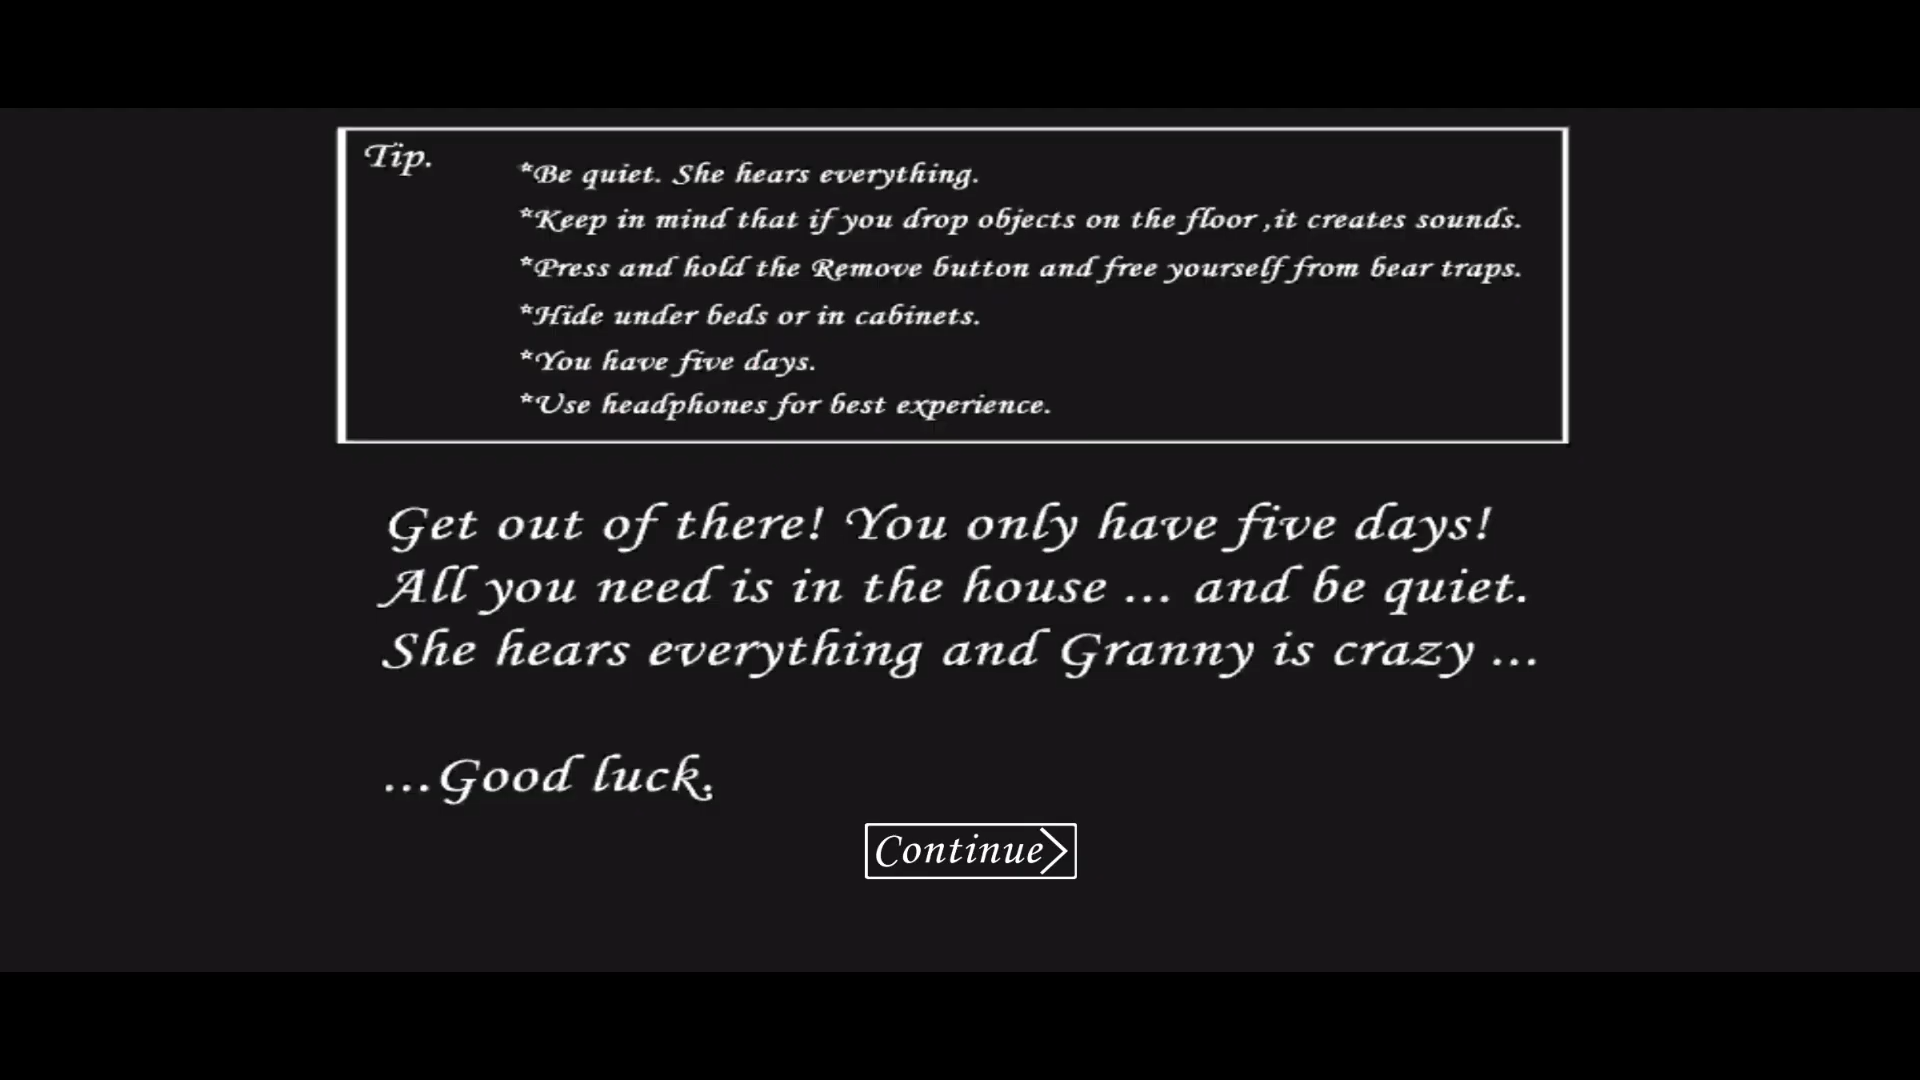 Tip.
*Be quiet. She hears everything.
*Keep in mind that if you drop objects on the floor ,it creates sounds.
*Press and hold the Remove button and free yourself from bear traps.
*Hide under beds or in cabinets.
*You have five days.
*Use headphones for best experience.
Get out of there! You only have five days!
All you need is in the house ... and be quiet.
She hears everything and Granny is crazy ...
...Good luck.
Continue>